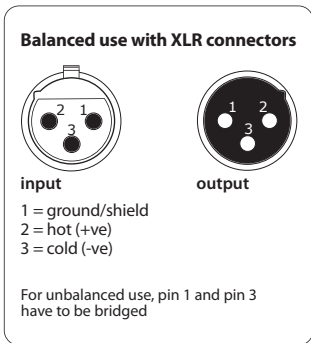 Balanced use with XLR connectors
2 1
3
1 2
3
input output
1 = ground/shield
2 = hot (+ve)
3 = cold (-ve)
For unbalanced use, pin 1 and pin 3
have to be bridged